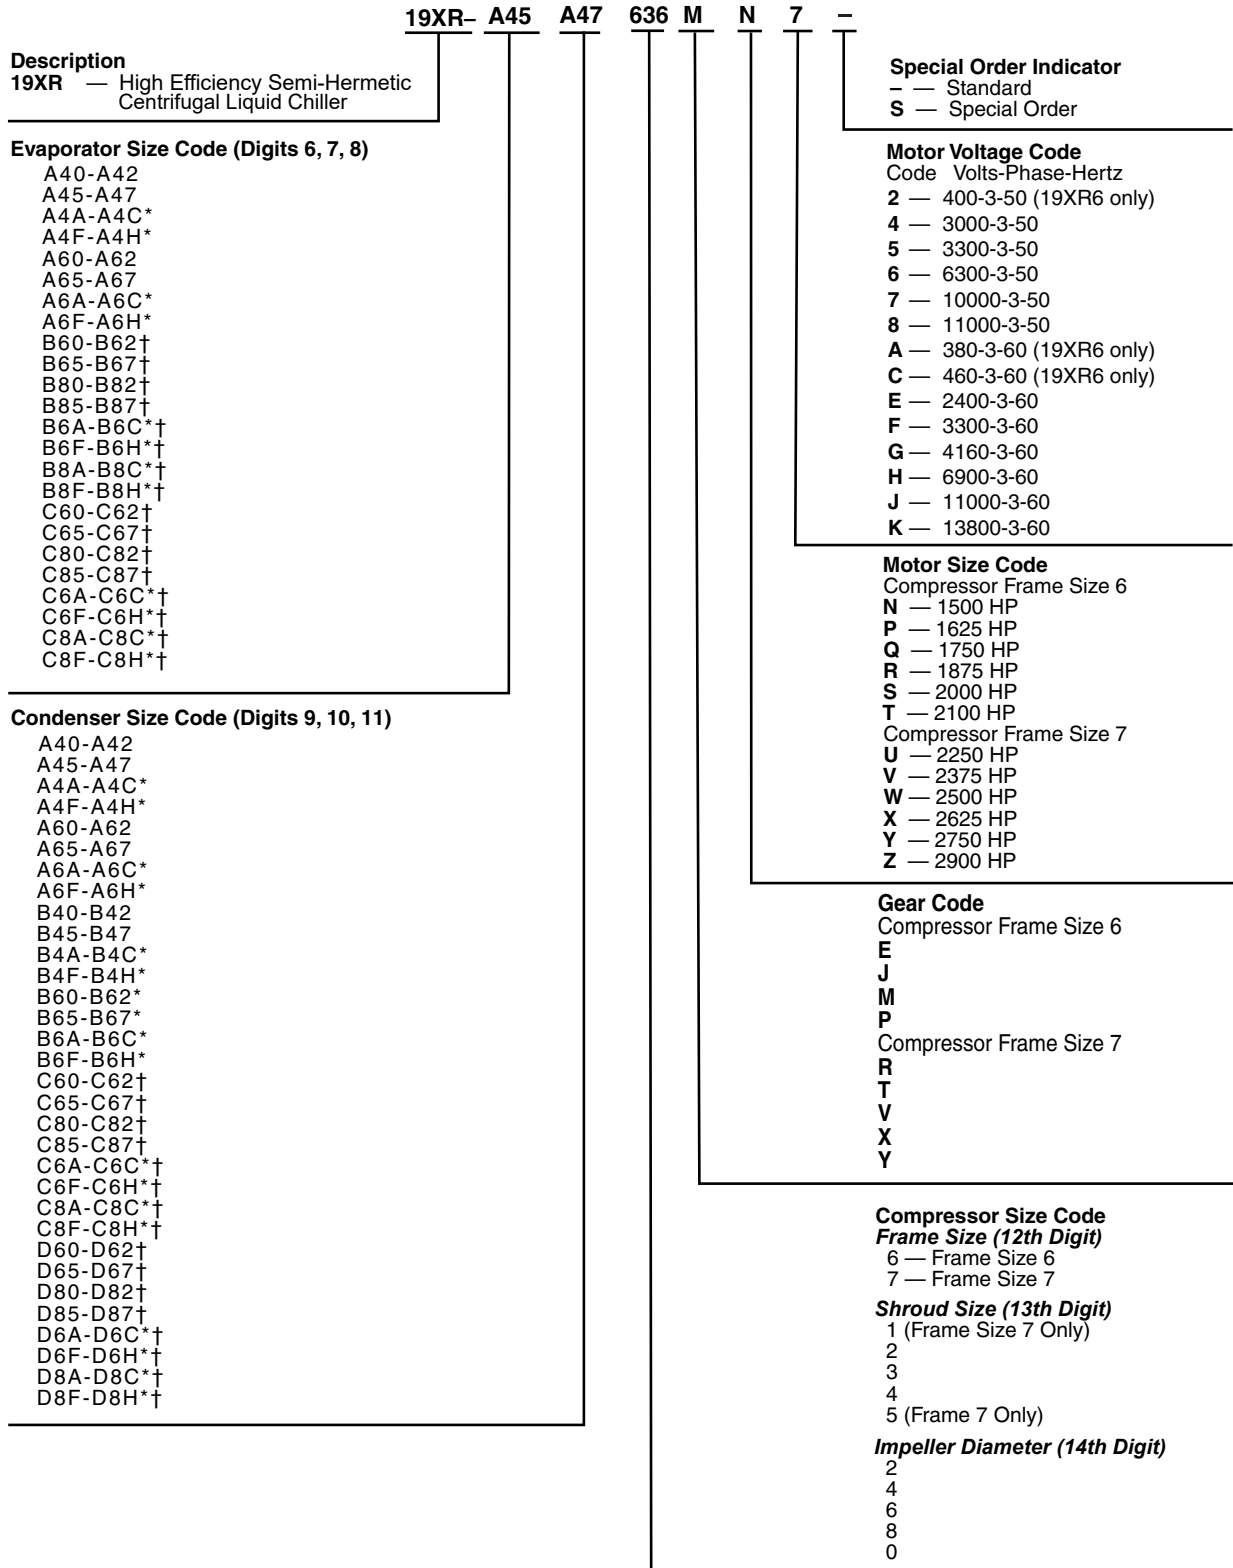 19XR– A45 A47 636 M N 7 –
Description
19XR — High Efficiency Semi-Hermetic
Centrifugal Liquid Chiller
Evaporator Size Code (Digits 6, 7, 8)
A40-A42
A45-A47
A4A-A4C*
A4F-A4H*
A60-A62
A65-A67
A6A-A6C*
A6F-A6H*
B60-B62†
B65-B67†
B80-B82†
B85-B87†
B6A-B6C*†
B6F-B6H*†
B8A-B8C*†
B8F-B8H*†
C60-C62†
C65-C67†
C80-C82†
C85-C87†
C6A-C6C*†
C6F-C6H*†
C8A-C8C*†
C8F-C8H*†
Condenser Size Code (Digits 9, 10, 11)
A40-A42
A45-A47
A4A-A4C*
A4F-A4H*
A60-A62
A65-A67
A6A-A6C*
A6F-A6H*
B40-B42
B45-B47
B4A-B4C*
B4F-B4H*
B60-B62*
B65-B67*
B6A-B6C*
B6F-B6H*
C60-C62†
C65-C67†
C80-C82†
C85-C87†
C6A-C6C*†
C6F-C6H*†
C8A-C8C*†
C8F-C8H*†
D60-D62†
D65-D67†
D80-D82†
D85-D87†
D6A-D6C*†
D6F-D6H*†
D8A-D8C*†
D8F-D8H*†
Special Order Indicator
– — Standard
S — Special Order
Motor Voltage Code
Code Volts-Phase-Hertz
2 — 400-3-50 (19XR6 only)
4 — 3000-3-50
5 — 3300-3-50
6 — 6300-3-50
7 — 10000-3-50
8 — 11000-3-50
A — 380-3-60 (19XR6 only)
C — 460-3-60 (19XR6 only)
E — 2400-3-60
F — 3300-3-60
G — 4160-3-60
H — 6900-3-60
J — 11000-3-60
K — 13800-3-60
Motor Size Code
Compressor Frame Size 6
N — 1500 HP
P — 1625 HP
Q — 1750 HP
R — 1875 HP
S — 2000 HP
T — 2100 HP
Compressor Frame Size 7
U — 2250 HP
V — 2375 HP
W — 2500 HP
X — 2625 HP
Y — 2750 HP
Z — 2900 HP
Gear Code
Compressor Frame Size 6
E
J
M
P
Compressor Frame Size 7
R
T
V
X
Y
Compressor Size Code
Frame Size (12th Digit)
6 — Frame Size 6
7 — Frame Size 7
Shroud Size (13th Digit)
1 (Frame Size 7 Only)
2
3
4
5 (Frame 7 Only)
Impeller Diameter (14th Digit)
2
4
6
8
0